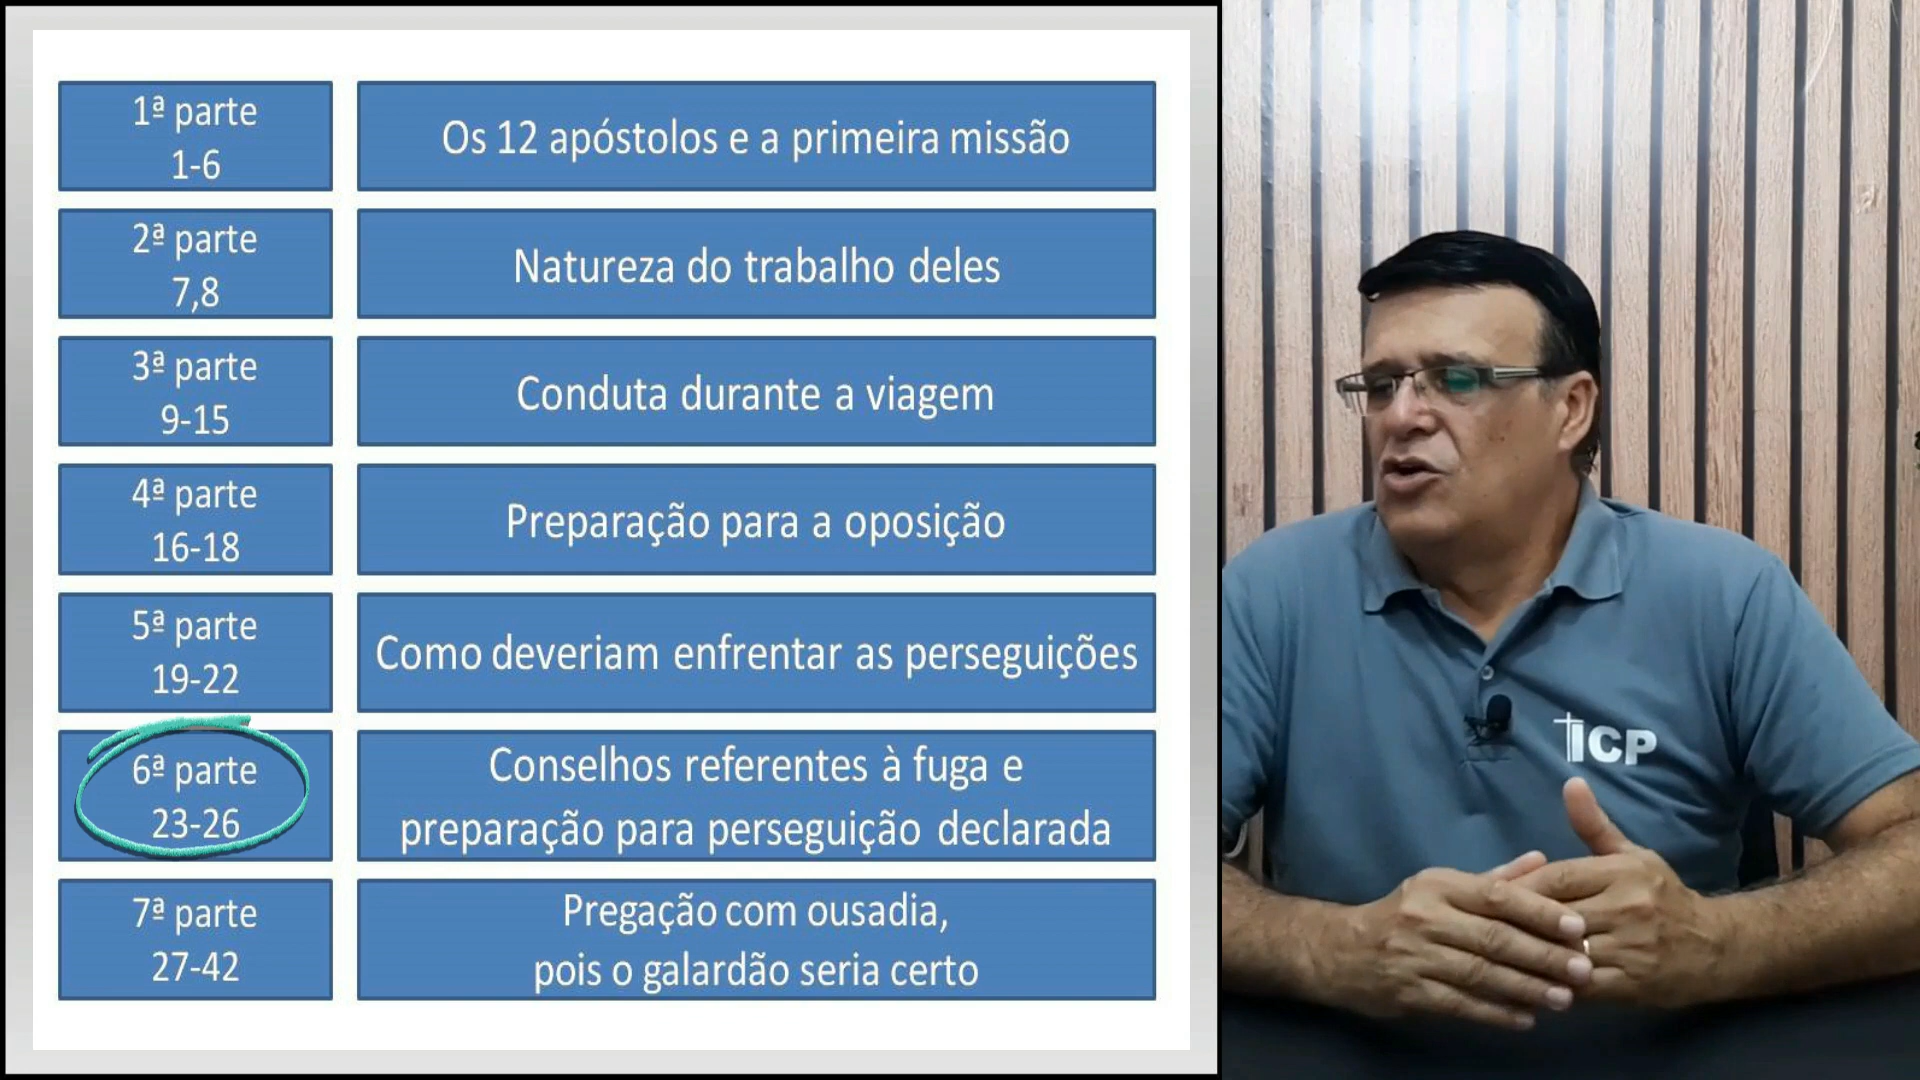 1ª parte
1-6
Os 12 apóstolos e a primeira missão
2ª parte
7,8
Natureza do trabalho deles
3ª parte
9-15
Conduta durante a viagem
4ª parte
16-18
Preparação para a oposição
5ª parte
19-22
Como deveriam enfrentar as perseguições
6ª parte
23-26
Conselhos referentes à fuga e
preparação para perseguição declarada
7ª parte
27-42
Pregação com ousadia,
pois o galardão seria certo
ICP